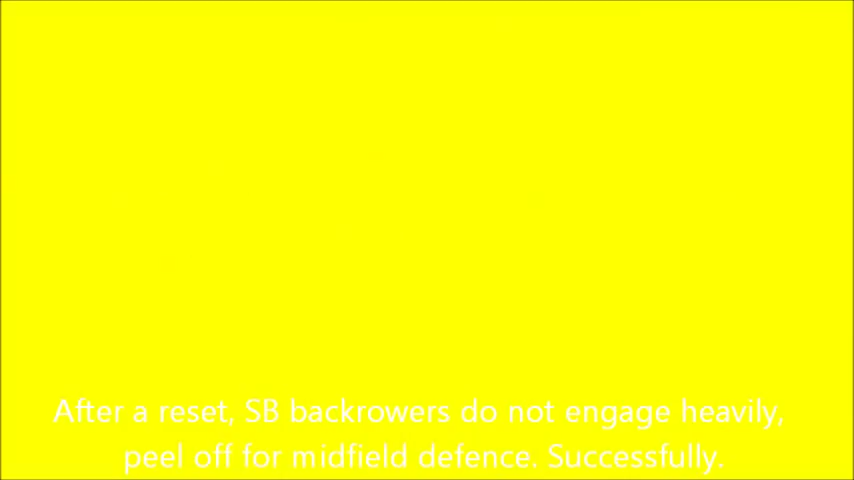 After a reset, SB backrowers do not engage heavily,
peel off for midfield defence. Successfully.